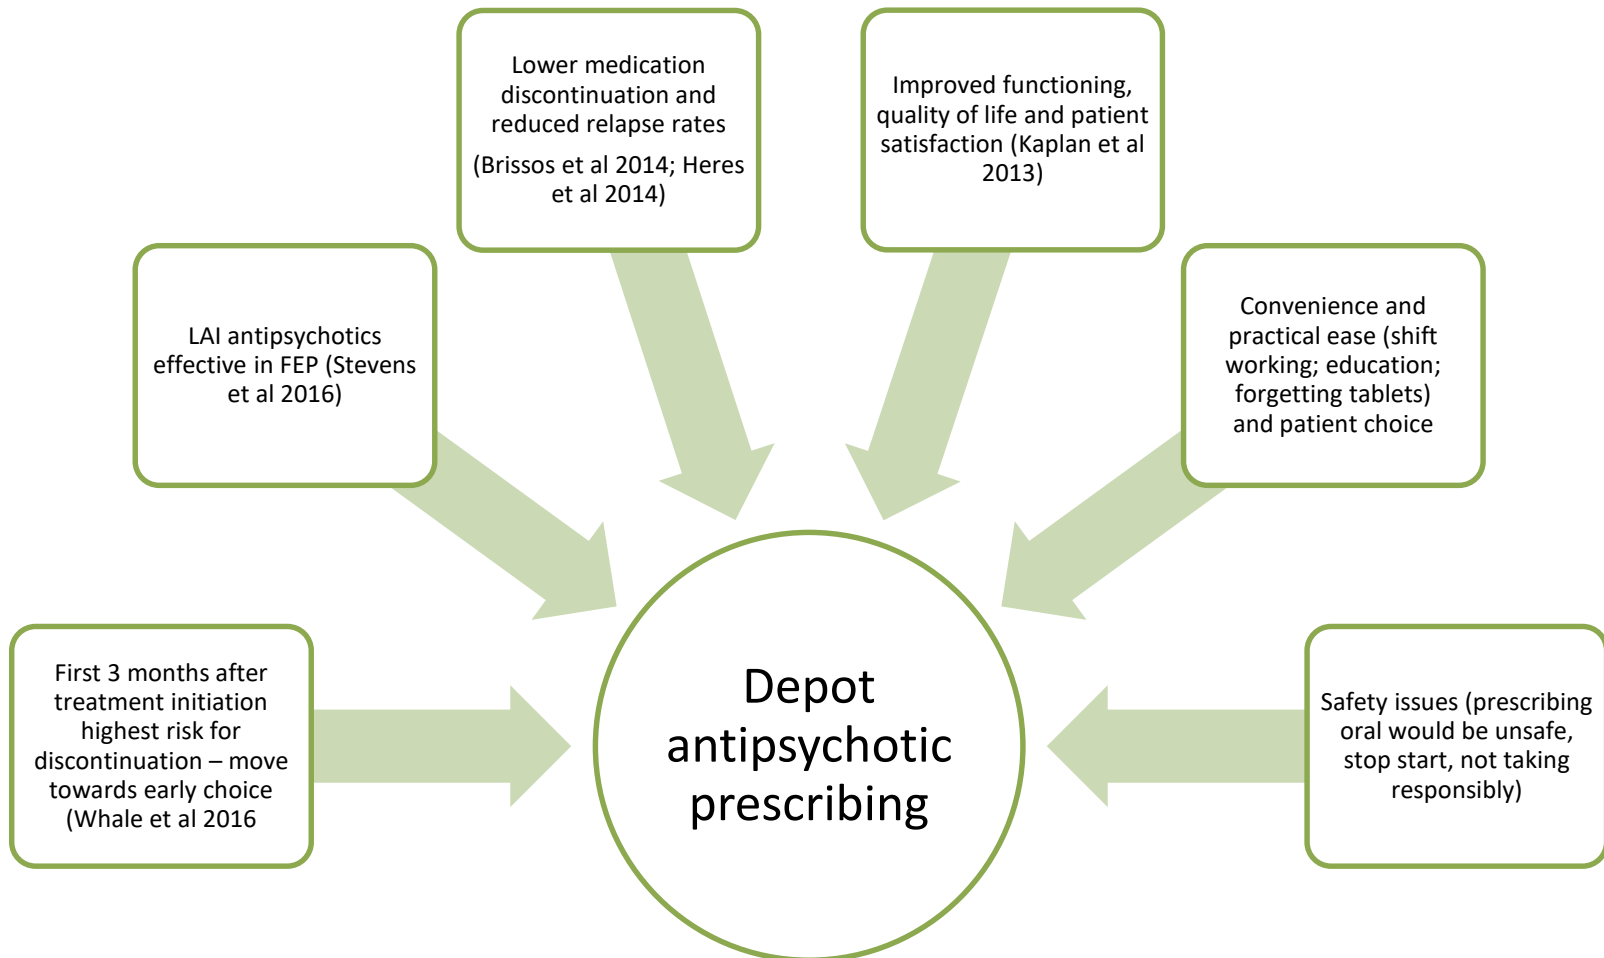 Lower medication
discontinuation and
reduced relapse rates
(Brissos et al 2014; Heres
et al 2014)
Improved functioning,
quality of life and patient
satisfaction (Kaplan et al
2013)
LAI antipsychotics
effective in FEP (Stevens
et al 2016)
Convenience and
practical ease (shift
working; education;
forgetting tablets)
and patient choice
First 3 months after
treatment initiation
highest risk for
discontinuation – move
towards early choice
(Whale et al 2016
Depot
antipsychotic
prescribing
Safety issues (prescribing
oral would be unsafe,
stop start, not taking
responsibly)